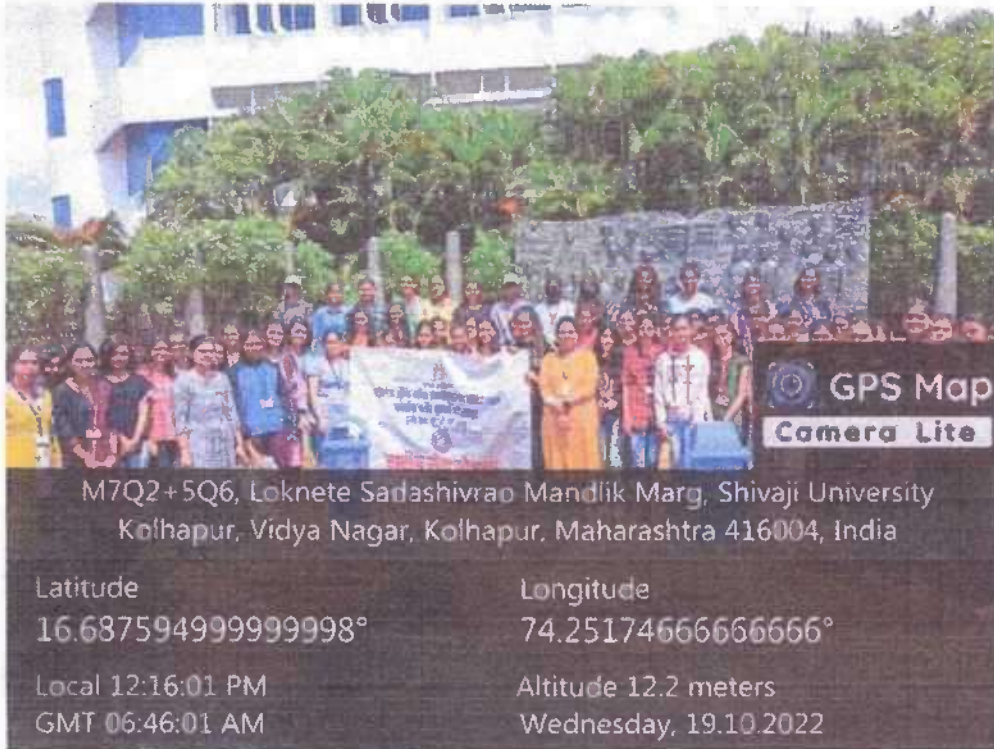 GPS Map
Camera Lite
M7Q2+5Q6, Loknete Sadashivrao Mandlik Marg, Shivaji University
Kolhapur, Vidya Nagar, Kolhapur, Maharashtra 416004, India
Latitude
16.687594999999998°
Longitude
74.25174666666666°
Local 12:16:01 PM
GMT 06:46:01 AM
Altitude 12.2 meters
Wednesday, 19.10.2022